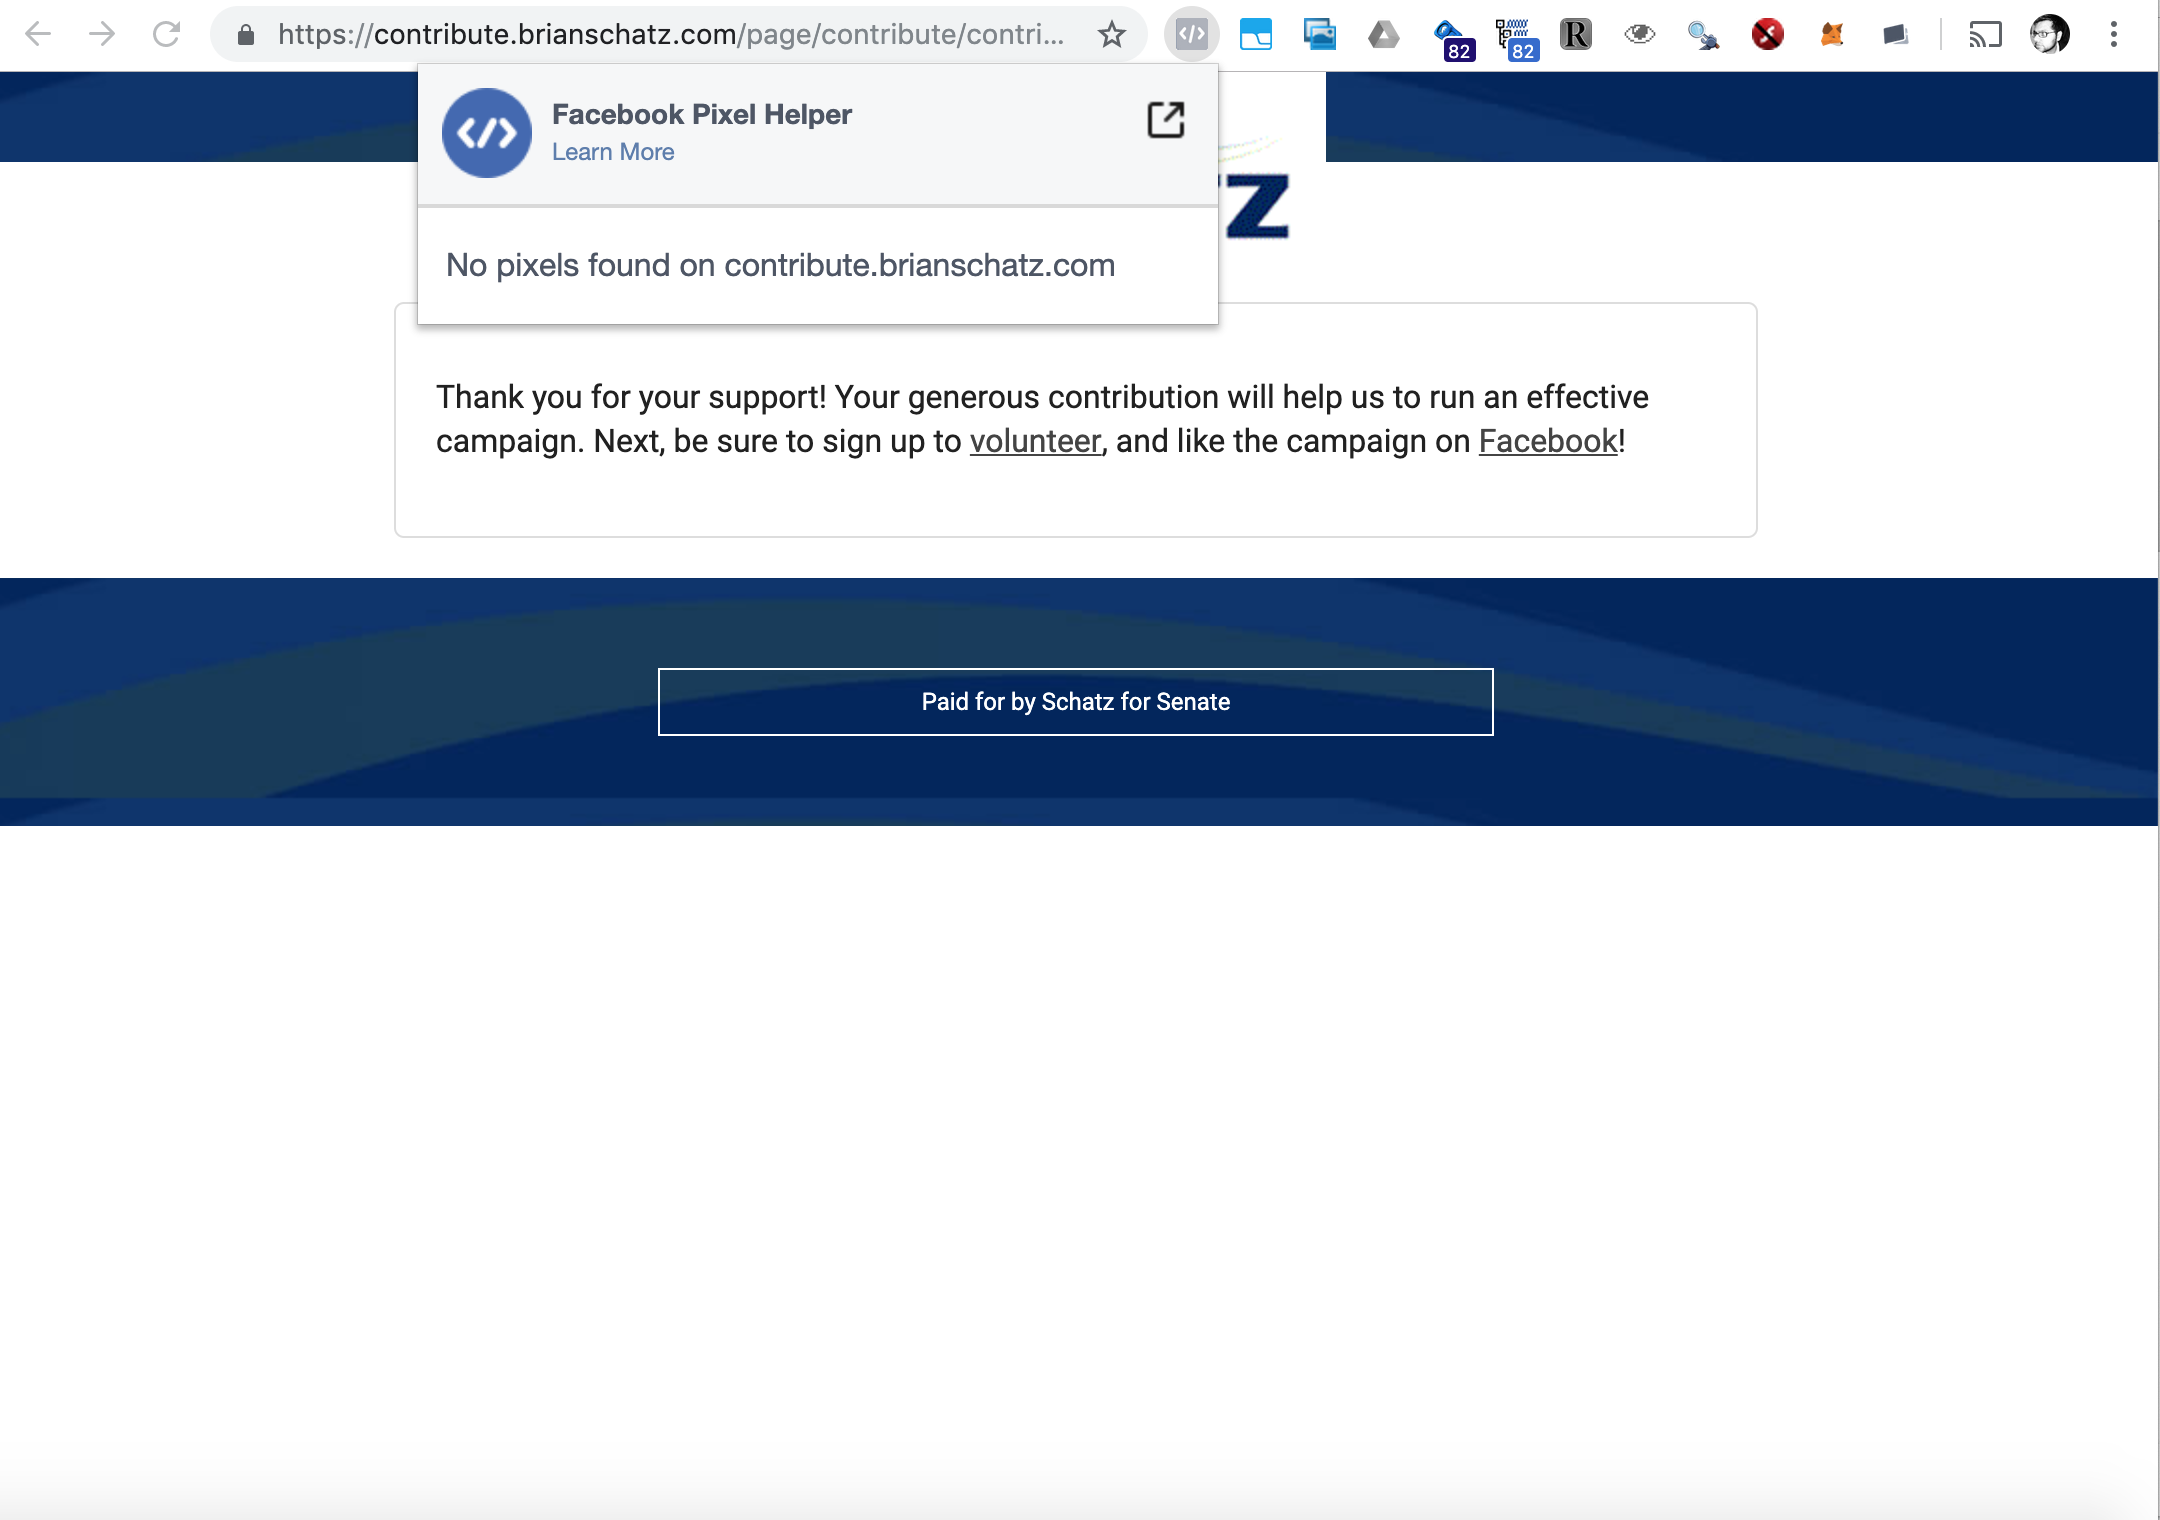 https://contribute.brianschatz.com/page/contribute/contri...
82
82
R
Facebook Pixel Helper
Learn More
No pixels found on contribute.brianschatz.com
z
Thank you for your support! Your generous contribution will help us to run an effective
campaign. Next, be sure to sign up to volunteer, and like the campaign on Facebook!
Paid for by Schatz for Senate